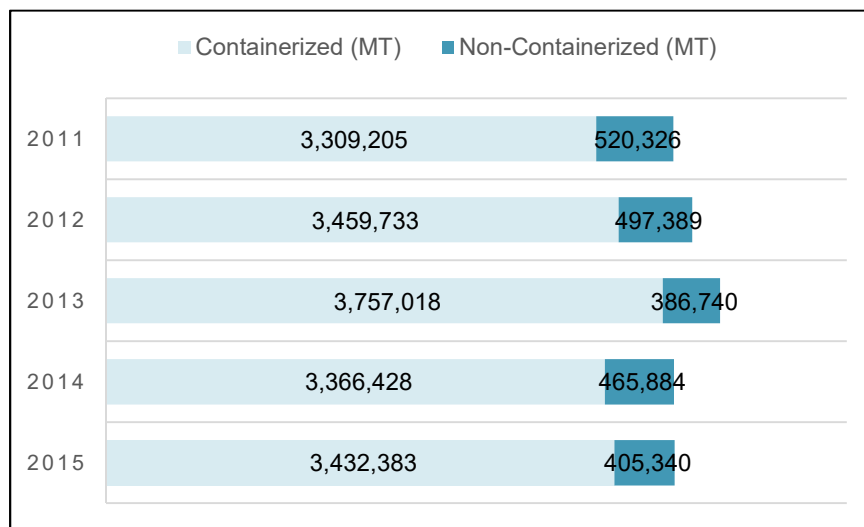 Containerized (MT) Non-Containerized (MT)
2011 3,309,205 520,326
2012 3,459,733 497,389
2013 3,757,018 386,740
2014 3,366,428 465,884
2015 3,432,383 405,340